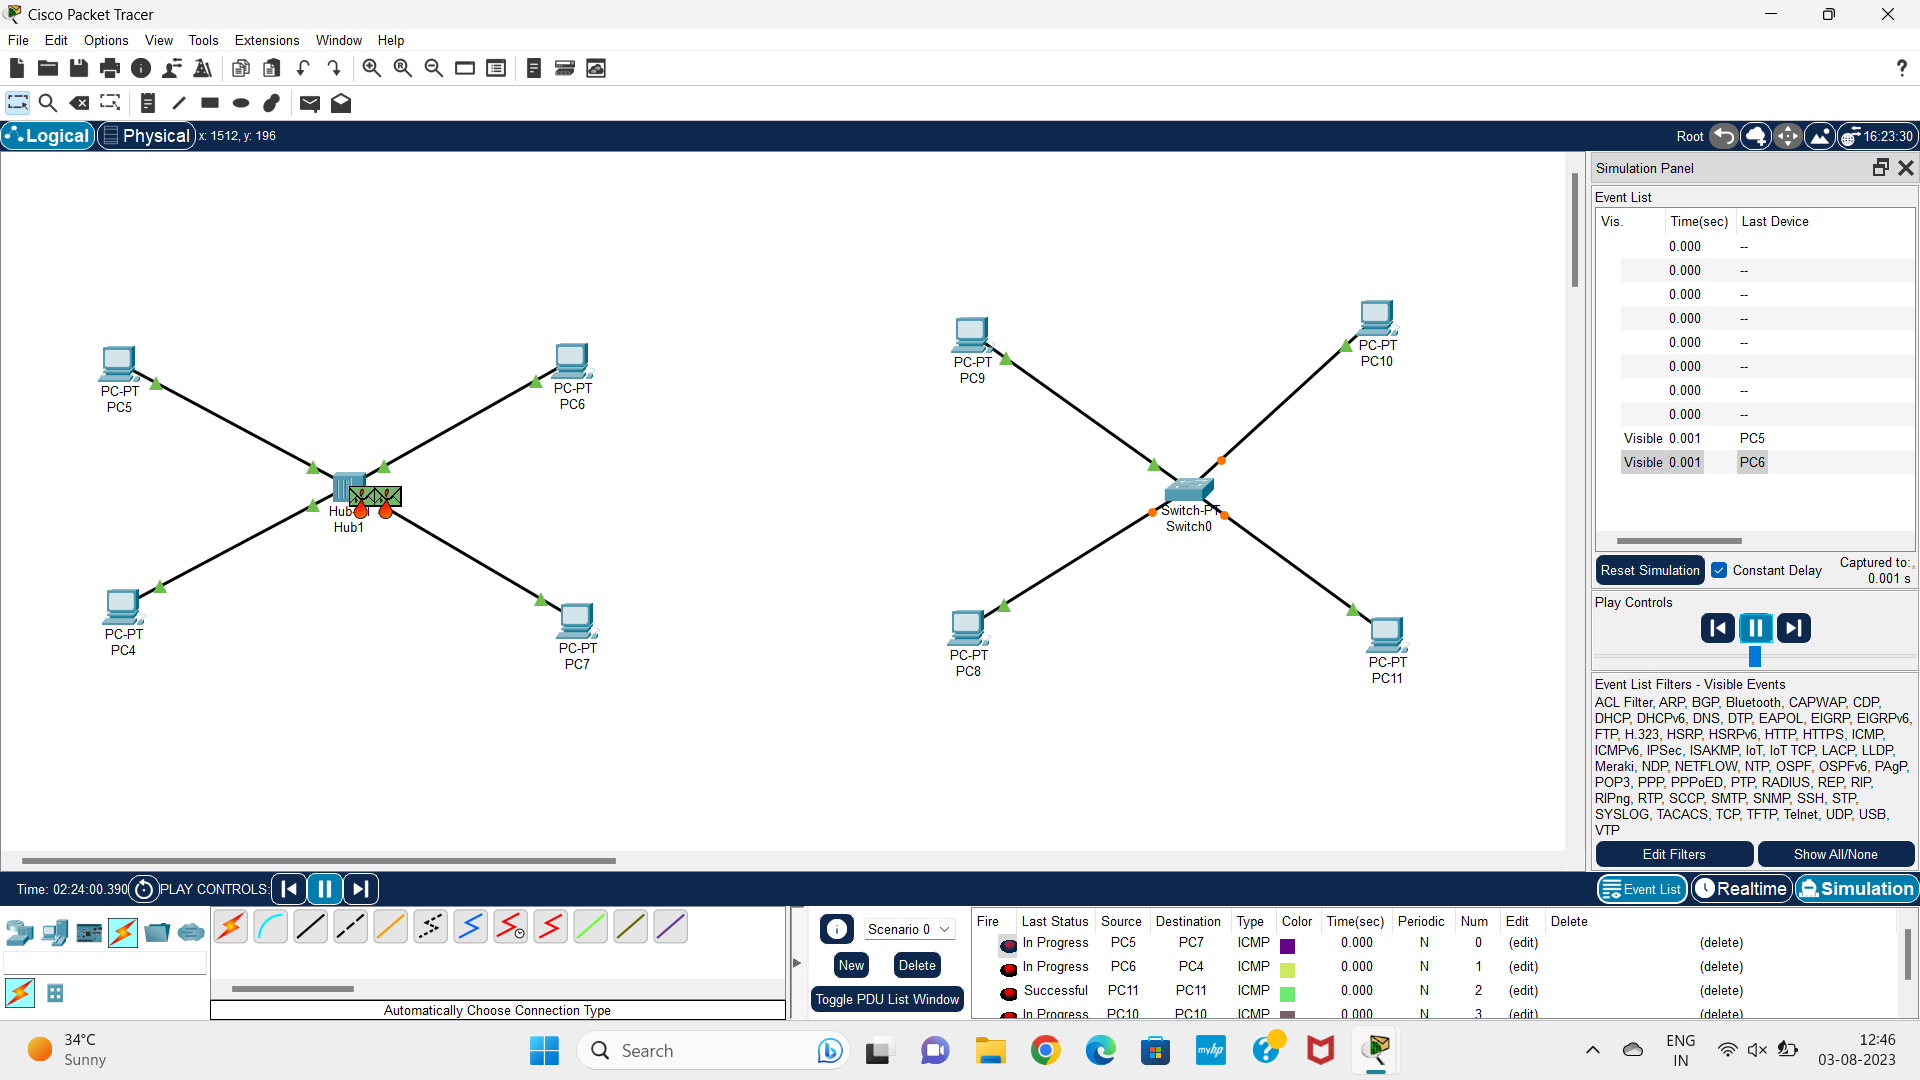 Cisco Packet Tracer
File Edit Options View Tools Extensions Window Help
Logical Physical x: 1512, y: 196 Root 16:23:30
Simulation Panel
Event List
Vis. Time(sec) Last Device
0.000 --
0.000 --
0.000 --
0.000 --
0.000 --
0.000 --
0.000 --
0.000 --
Visible 0.001 PC5
Visible 0.001 PC6
Reset Simulation Constant Delay Captured to:
0.001 s
Play Controls
Event List Filters - Visible Events
ACL Filter, ARP, BGP, Bluetooth, CAPWAP, CDP,
DHCP, DHCPv6, DNS, DTP, EAPOL, EIGRP, EIGRPv6,
FTP, H.323, HSRP, HSRPv6, HTTP, HTTPS, ICMP,
ICMPv6, IPSec, ISAKMP, IoT, IoT TCP, LACP, LLDP,
Meraki, NDP, NETFLOW, NTP, OSPF, OSPFv6, PAgP,
POP3, PPP, PPPoED, PTP, RADIUS, REP, RIP,
RIPng, RTP, SCCP, SMTP, SNMP, SSH, STP,
SYSLOG, TACACS, TCP, TFTP, Telnet, UDP, USB,
VTP
Edit Filters Show All/None
PC-PT
PC5
PC-PT
PC6
Hub1
PC-PT
PC4
PC-PT
PC7
PC-PT
PC9
PC-PT
PC10
Switch-PT
Switch0
PC-PT
PC8
PC-PT
PC11
Time: 02:24:00.390 PLAY CONTROLS: Event List Realtime Simulation
Automatically Choose Connection Type
Scenario 0
New Delete
Toggle PDU List Window
Fire Last Status Source Destination Type Color Time(sec) Periodic Num Edit Delete
In Progress PC5 PC7 ICMP 0.000 N 0 (edit) (delete)
In Progress PC6 PC4 ICMP 0.000 N 1 (edit) (delete)
Successful PC11 PC11 ICMP 0.000 N 2 (edit) (delete)
In Progress PC10 PC10 ICMP 0.000 N 3 (edit) (delete)
34°C
Sunny
Search
myhp
ENG
IN
12:46
03-08-2023